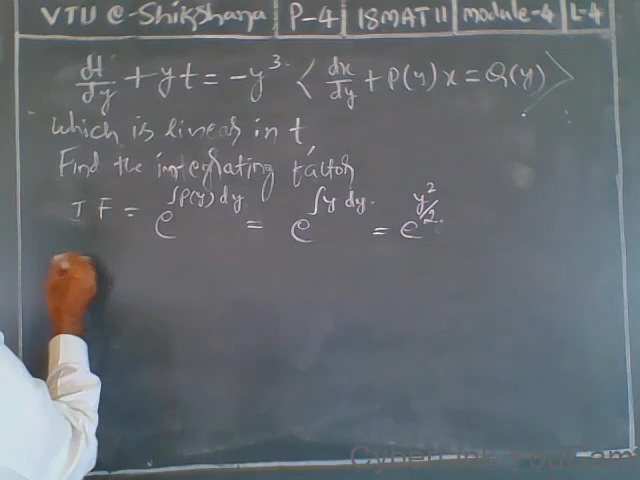 VTU @-Shikshana P-4 18MAT11 module-4 L-4
dt/dy + yt = -y³ < dx/dy + P(y)x = Q(y) >
which is linear in t,
Find the integrating factor
I F = e^∫P(y) dy = e^∫y dy = e^y²/2